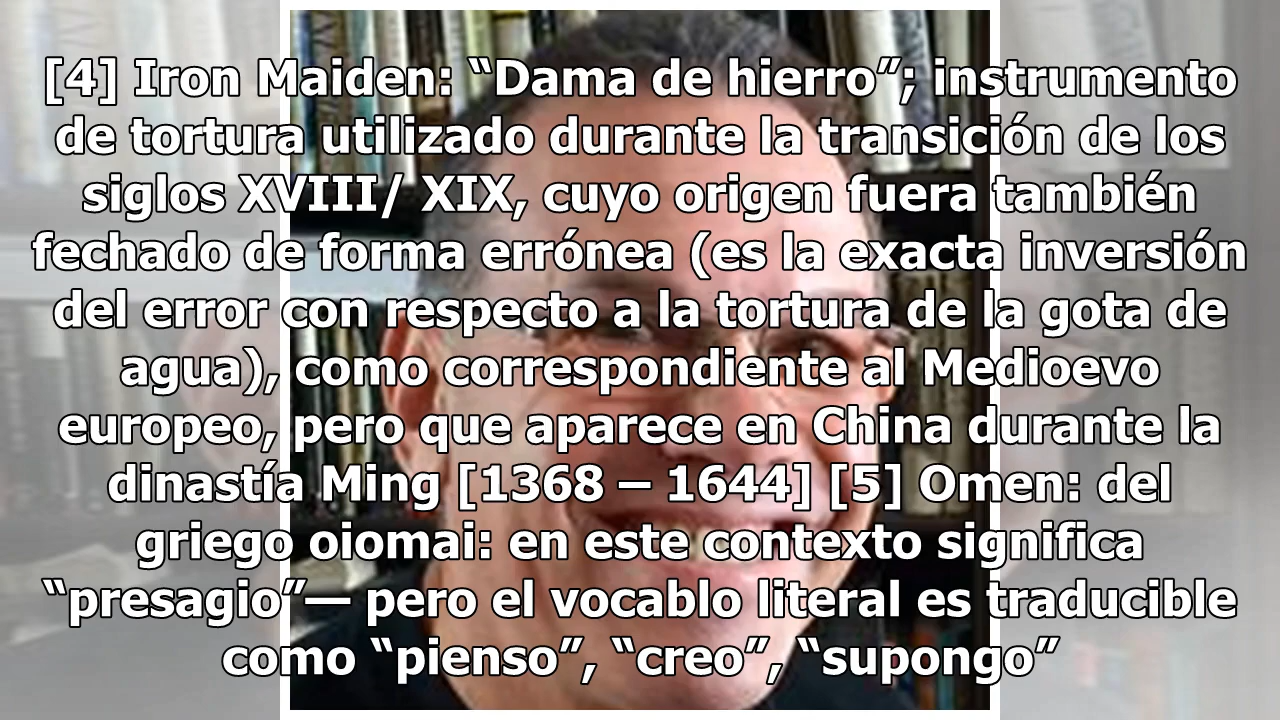 [4] Iron Maiden: “Dama de hierro”; instrumento
de tortura utilizado durante la transición de los
siglos XVIII/ XIX, cuyo origen fuera también
fechado de forma errónea (es la exacta inversión
del error con respecto a la tortura de la gota de
agua), como correspondiente al Medioevo
europeo, pero que aparece en China durante la
dinastía Ming [1368 – 1644] [5] Omen: del
griego oiomai: en este contexto significa
“presagio”— pero el vocablo literal es traducible
como “pienso”, “creo”, “supongo”